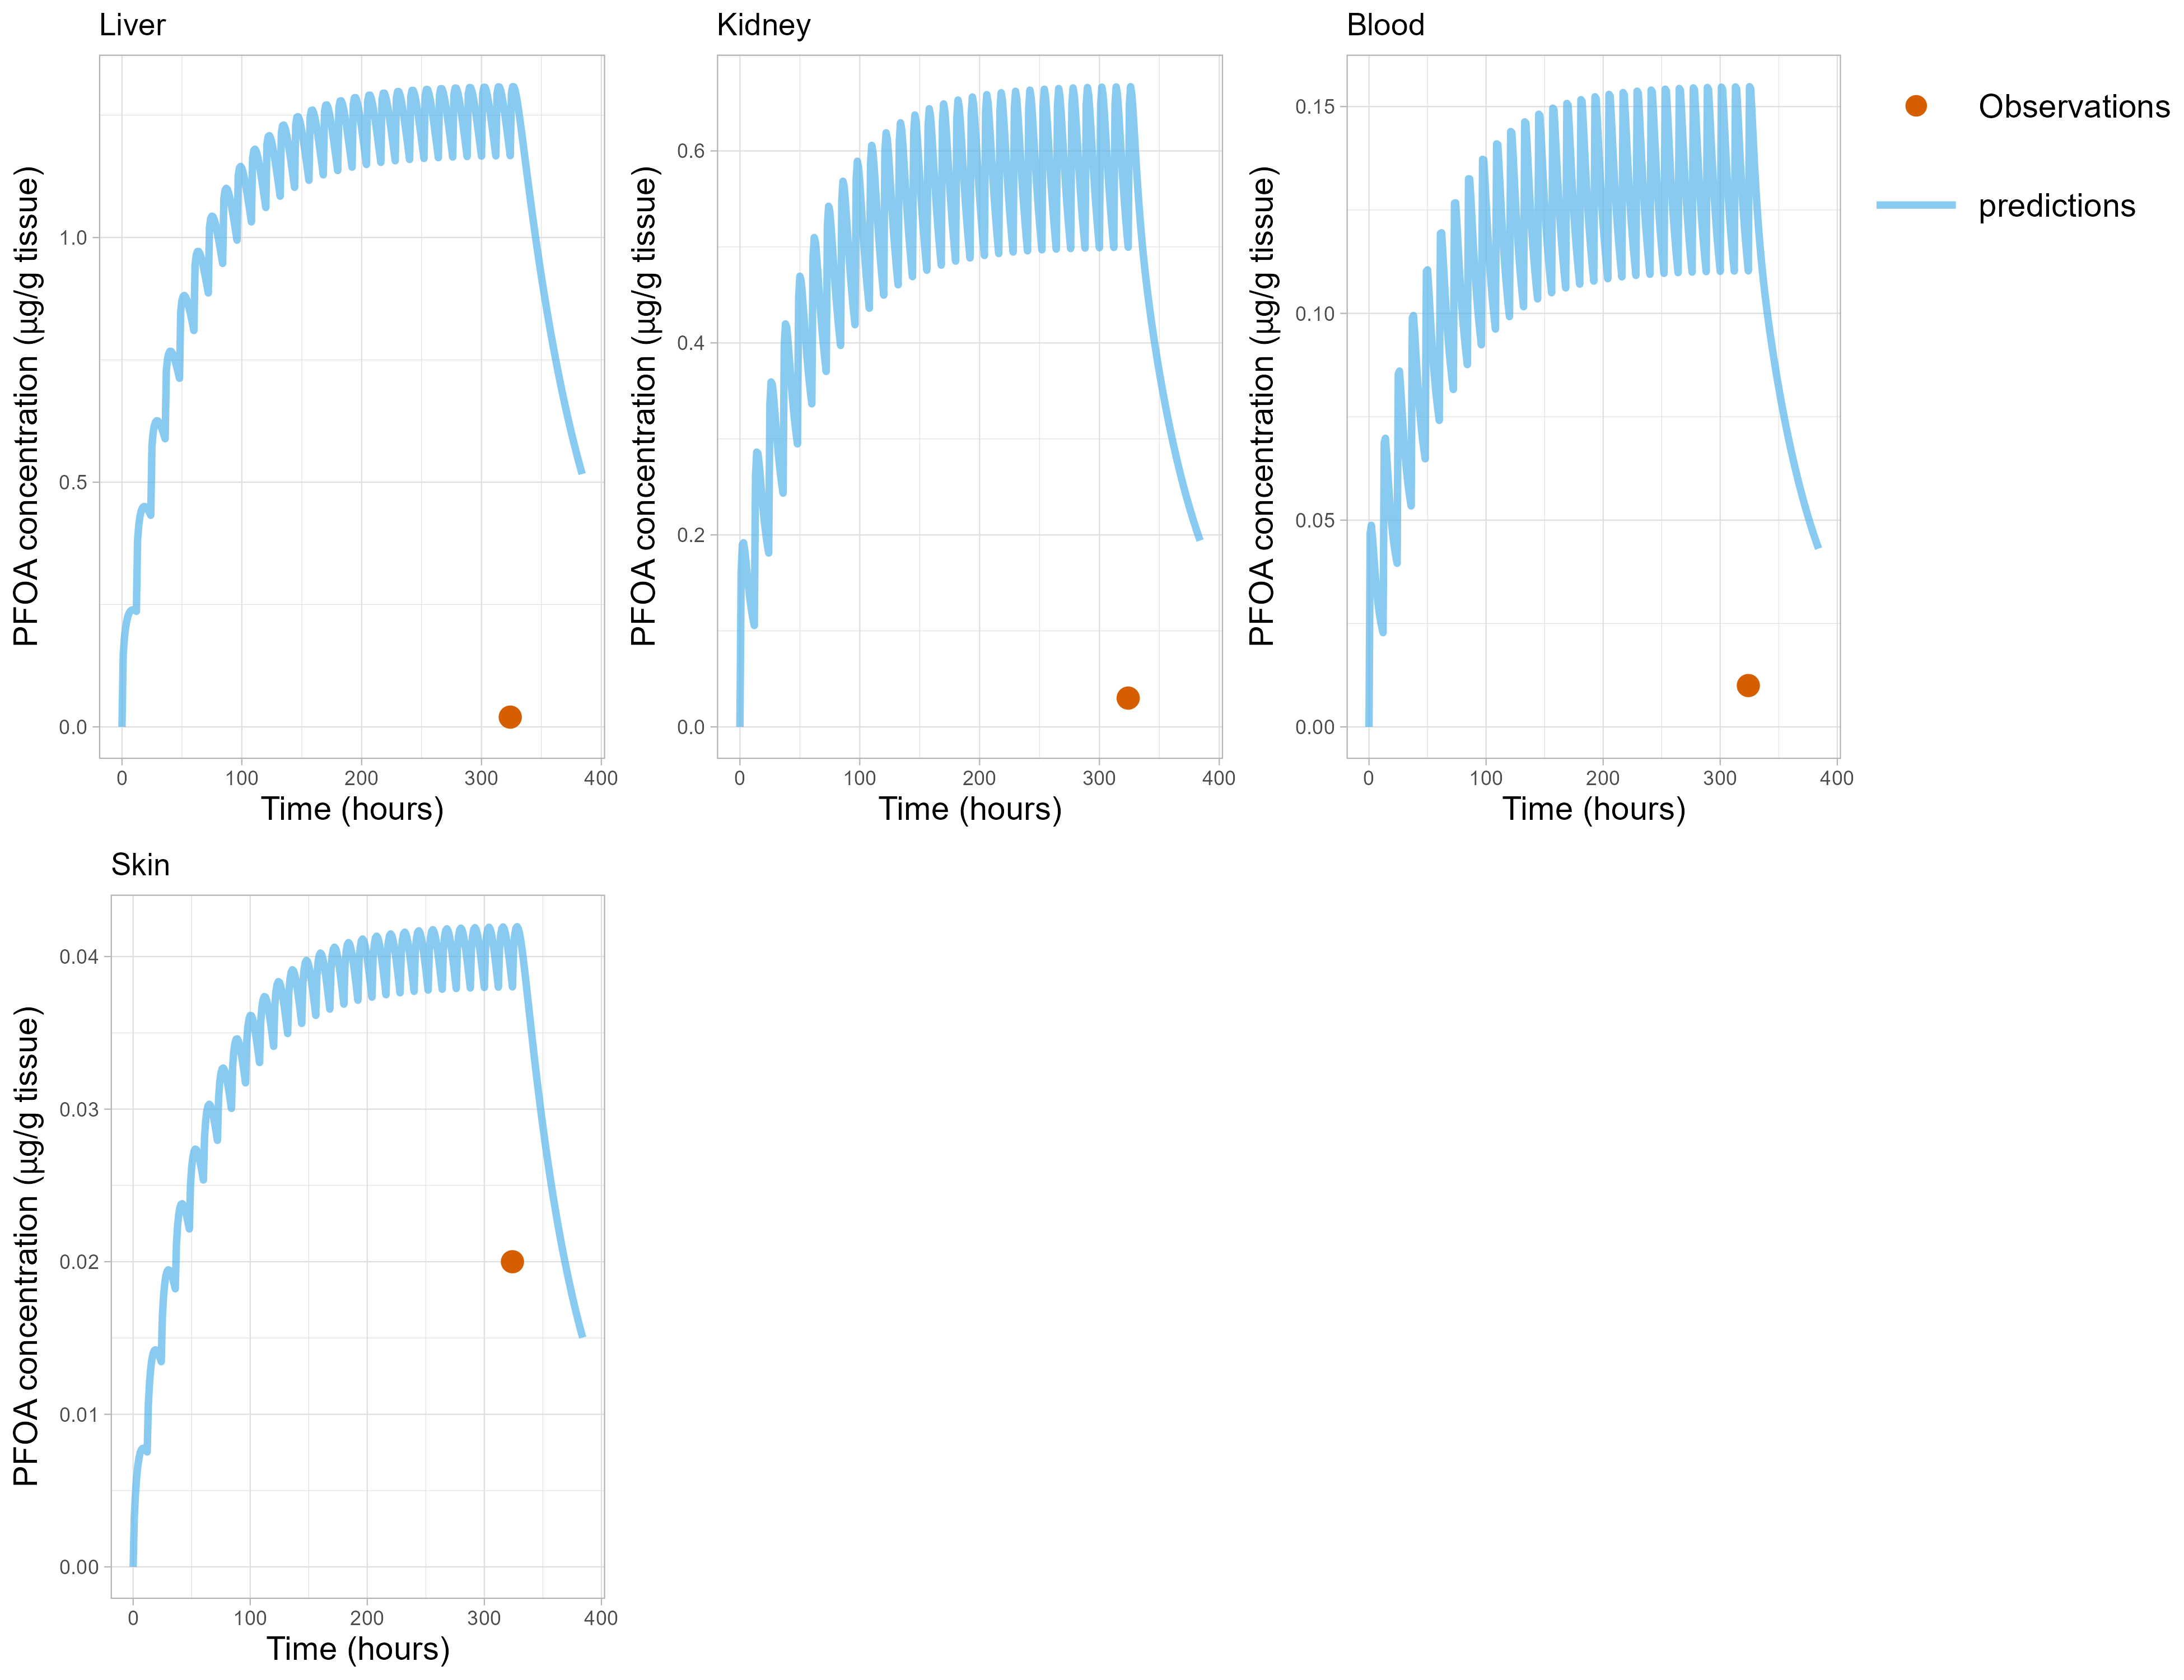 Liver
PFOA concentration (µg/g tissue)
1.0
0.5
0.0
0 100 200 300 400
Time (hours)
Kidney
PFOA concentration (µg/g tissue)
0.6
0.4
0.2
0.0
0 100 200 300 400
Time (hours)
Blood
PFOA concentration (µg/g tissue)
0.15
0.10
0.05
0.00
0 100 200 300 400
Time (hours)
Observations
predictions
Skin
PFOA concentration (µg/g tissue)
0.04
0.03
0.02
0.01
0.00
0 100 200 300 400
Time (hours)